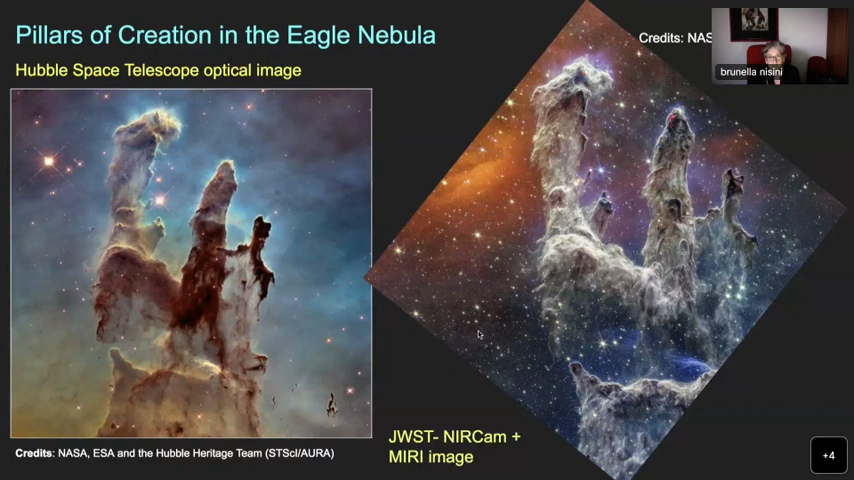 Pillars of Creation in the Eagle Nebula
Credits: NAS
brunella nisini
Hubble Space Telescope optical image
JWST- NIRCam +
MIRI image
Credits: NASA, ESA and the Hubble Heritage Team (STScI/AURA)
+4